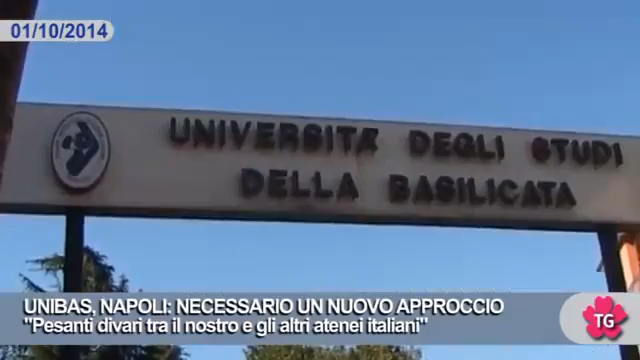 01/10/2014
UNIVERSITÀ DEGLI STUDI
DELLA BASILICATA
UNIBAS, NAPOLI: NECESSARIO UN NUOVO APPROCCIO
"Pesanti divari tra il nostro e gli altri atenei italiani"
TG